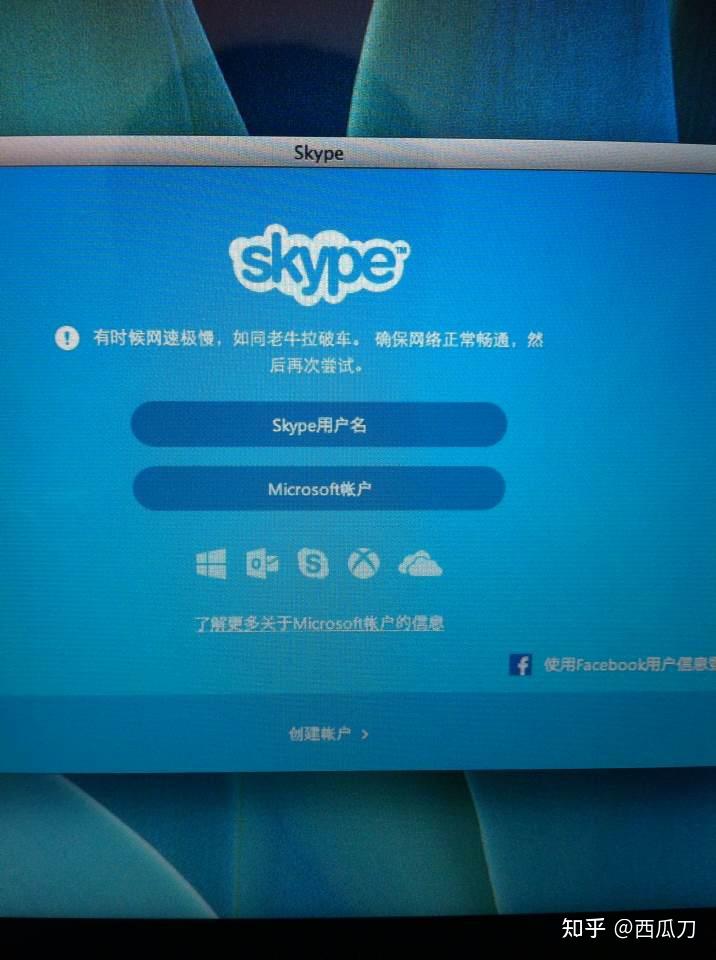 Skype
skype™
有时候网速极慢，如同老牛拉破车。 确保网络正常畅通，然
后再次尝试。
Skype用户名
Microsoft帐户
了解更多关于Microsoft帐户的信息
使用Facebook用户信息
创建帐户 >
知乎 @西瓜刀